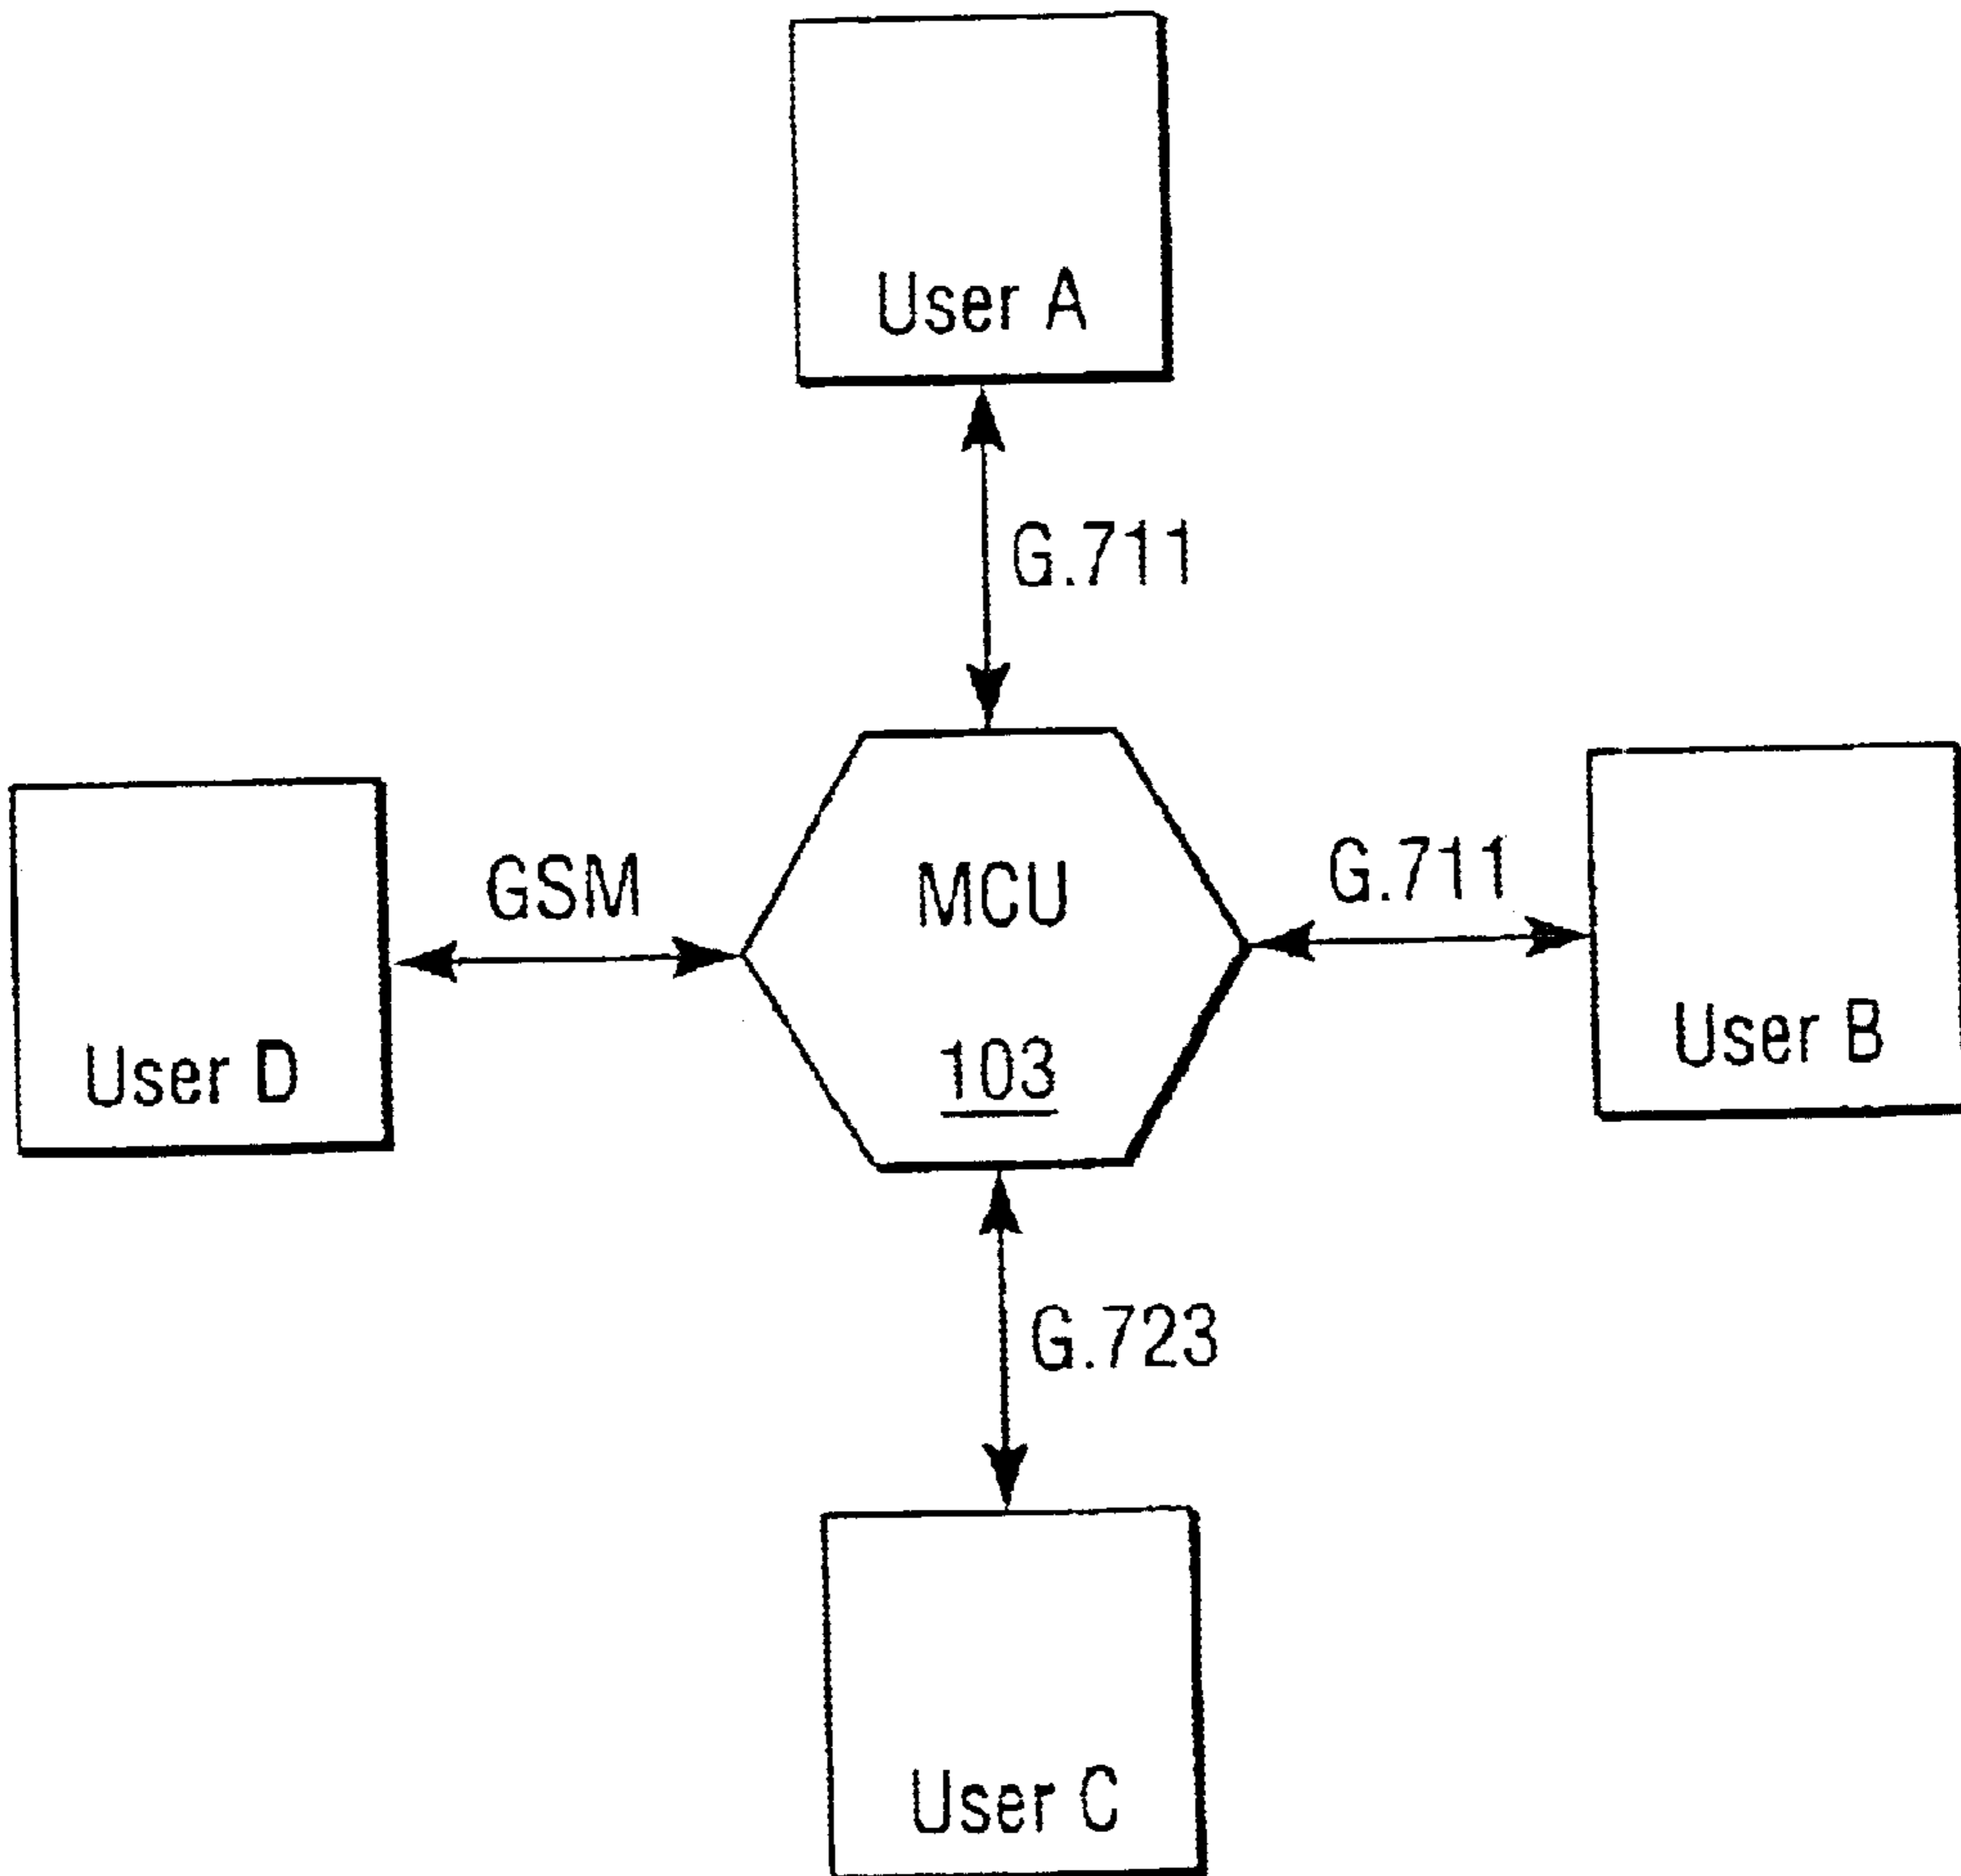 User A
G.711
GSM
MCU
G.711
User D
103
User B
G.723
User C